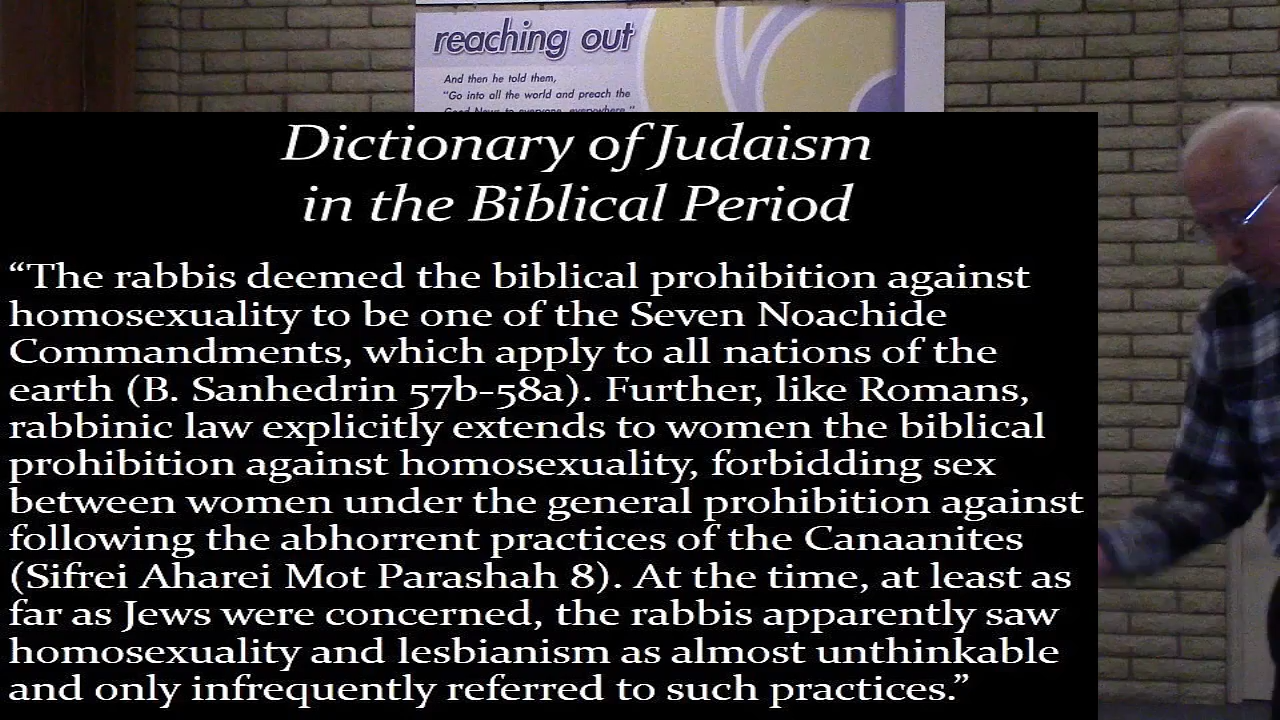 reaching out
And then he told them,
"Go into all the world and preach the
Good News to everyone, everywhere."
Dictionary of Judaism
in the Biblical Period
“The rabbis deemed the biblical prohibition against
homosexuality to be one of the Seven Noachide
Commandments, which apply to all nations of the
earth (B. Sanhedrin 57b-58a). Further, like Romans,
rabbinic law explicitly extends to women the biblical
prohibition against homosexuality, forbidding sex
between women under the general prohibition against
following the abhorrent practices of the Canaanites
(Sifrei Aharei Mot Parashah 8). At the time, at least as
far as Jews were concerned, the rabbis apparently saw
homosexuality and lesbianism as almost unthinkable
and only infrequently referred to such practices.”